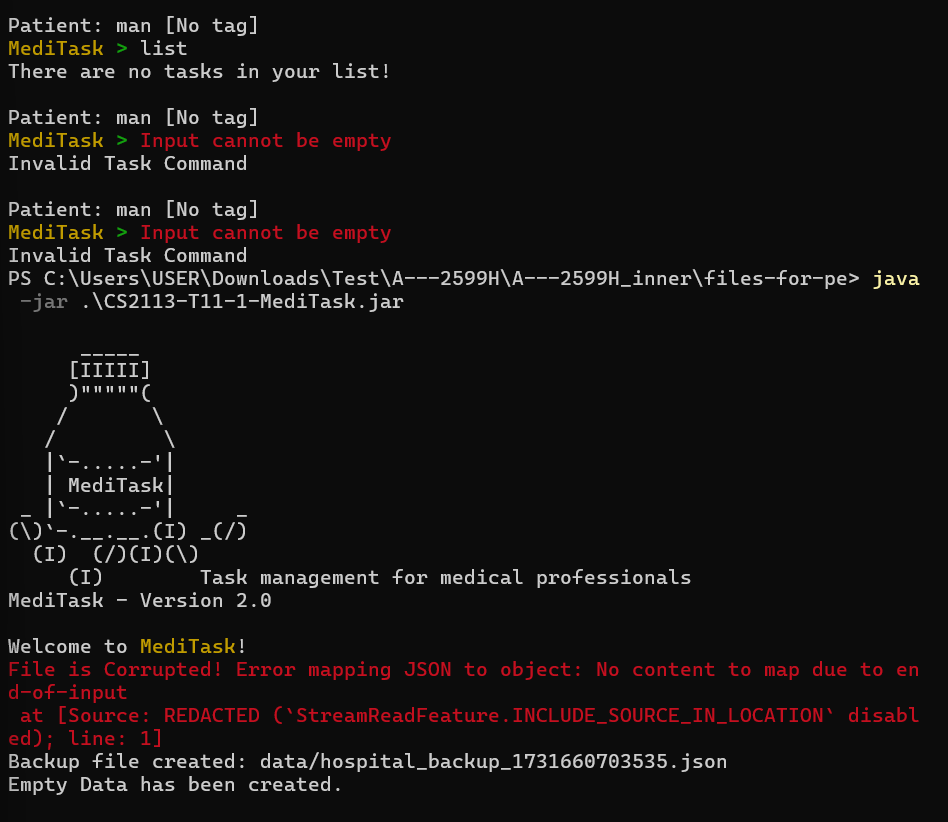 Patient: man [No tag]
MediTask > list
There are no tasks in your list!

Patient: man [No tag]
MediTask > Input cannot be empty
Invalid Task Command

Patient: man [No tag]
MediTask > Input cannot be empty
Invalid Task Command
PS C:\Users\USER\Downloads\Test\A---2599H\A---2599H_inner\files-for-pe> java
 -jar .\CS2113-T11-1-MediTask.jar

      _____
     [IIIII]
     )"""""(
    /       \
   /         \
   |`-.....-'|
   | MediTask|
 _ |`-.....-'|     _
(\)`-.__.__.(I) _(/)
  (I)  (/)(I)(\)
     (I)        Task management for medical professionals
MediTask - Version 2.0

Welcome to MediTask!
File is Corrupted! Error mapping JSON to object: No content to map due to en
d-of-input
 at [Source: REDACTED (`StreamReadFeature.INCLUDE_SOURCE_IN_LOCATION` disabl
ed); line: 1]
Backup file created: data/hospital_backup_1731660703535.json
Empty Data has been created.